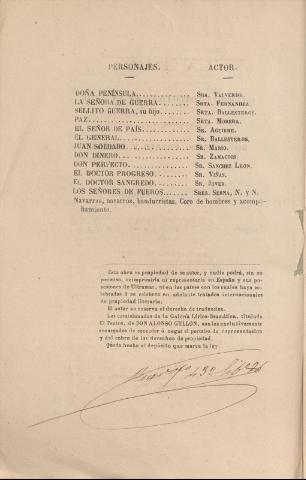 PERSONAJES. ACTOR.
DOÑA PENÍNSULA. SRA. VALVERDE.
LA SEÑORA DE GUERRA. SRTA. FERNANDEZ.
SELLITO GUERRA, su hijo. SRTA. BALLESTEROS.
PAZ. SRTA. MORERA.
EL SEÑOR DE PAÍS. SR. AGUIRRE.
EL GENERAL. SR. BALLESTEROS.
JUAN SOLDADO. SR. MARIO.
DON DINERO. SR. ZAMACOIS.
DON PERFECTO. SR. SANCHEZ LEON.
EL DOCTOR PROGRESO. SR. VIÑAS.
EL DOCTOR SANGREDO. SR. JOVER.
LOS SEÑORES DE FUEROS. SRES. SERNA, N. y N.
Navarras, navarros, bandurristas, Coro de hombres y acompa-
ñamiento.
Esta obra es propiedad de su autor, y nadie podrá, sin su
permiso, reimprimirla ni representarla en España y sus po-
sesiones de Ultramar, ni en los países con los cuales haya ce-
lebrados ó se celebren en adelante tratados internacionales
de propiedad literaria.
El autor se reserva el derecho de traduccion.
Los comisionados de la Galería Lírico-Dramática, titulada
El Teatro, de DON ALONSO GULLON, son los exclusivamente
encargados de conceder ó negar el permiso de representacion
y del cobro de los derechos de propiedad.
Queda hecho el depósito que marca la ley.